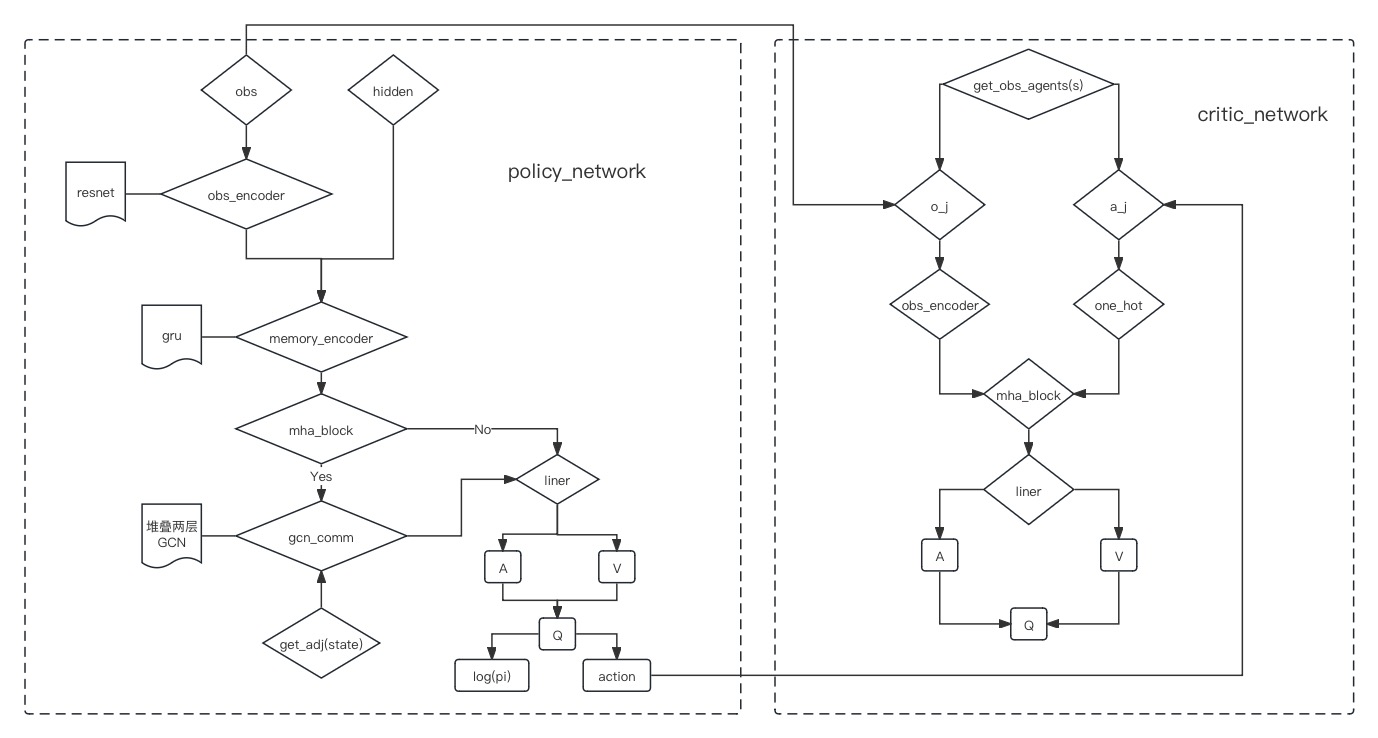 obs
hidden
resnet
obs_encoder
policy_network
gru
memory_encoder
mha_block
No
Yes
liner
堆叠两层
GCN
gcn_comm
A
V
get_adj(state)
Q
log(pi)
action
get_obs_agents(s)
critic_network
o_j
a_j
obs_encoder
one_hot
mha_block
liner
A
V
Q